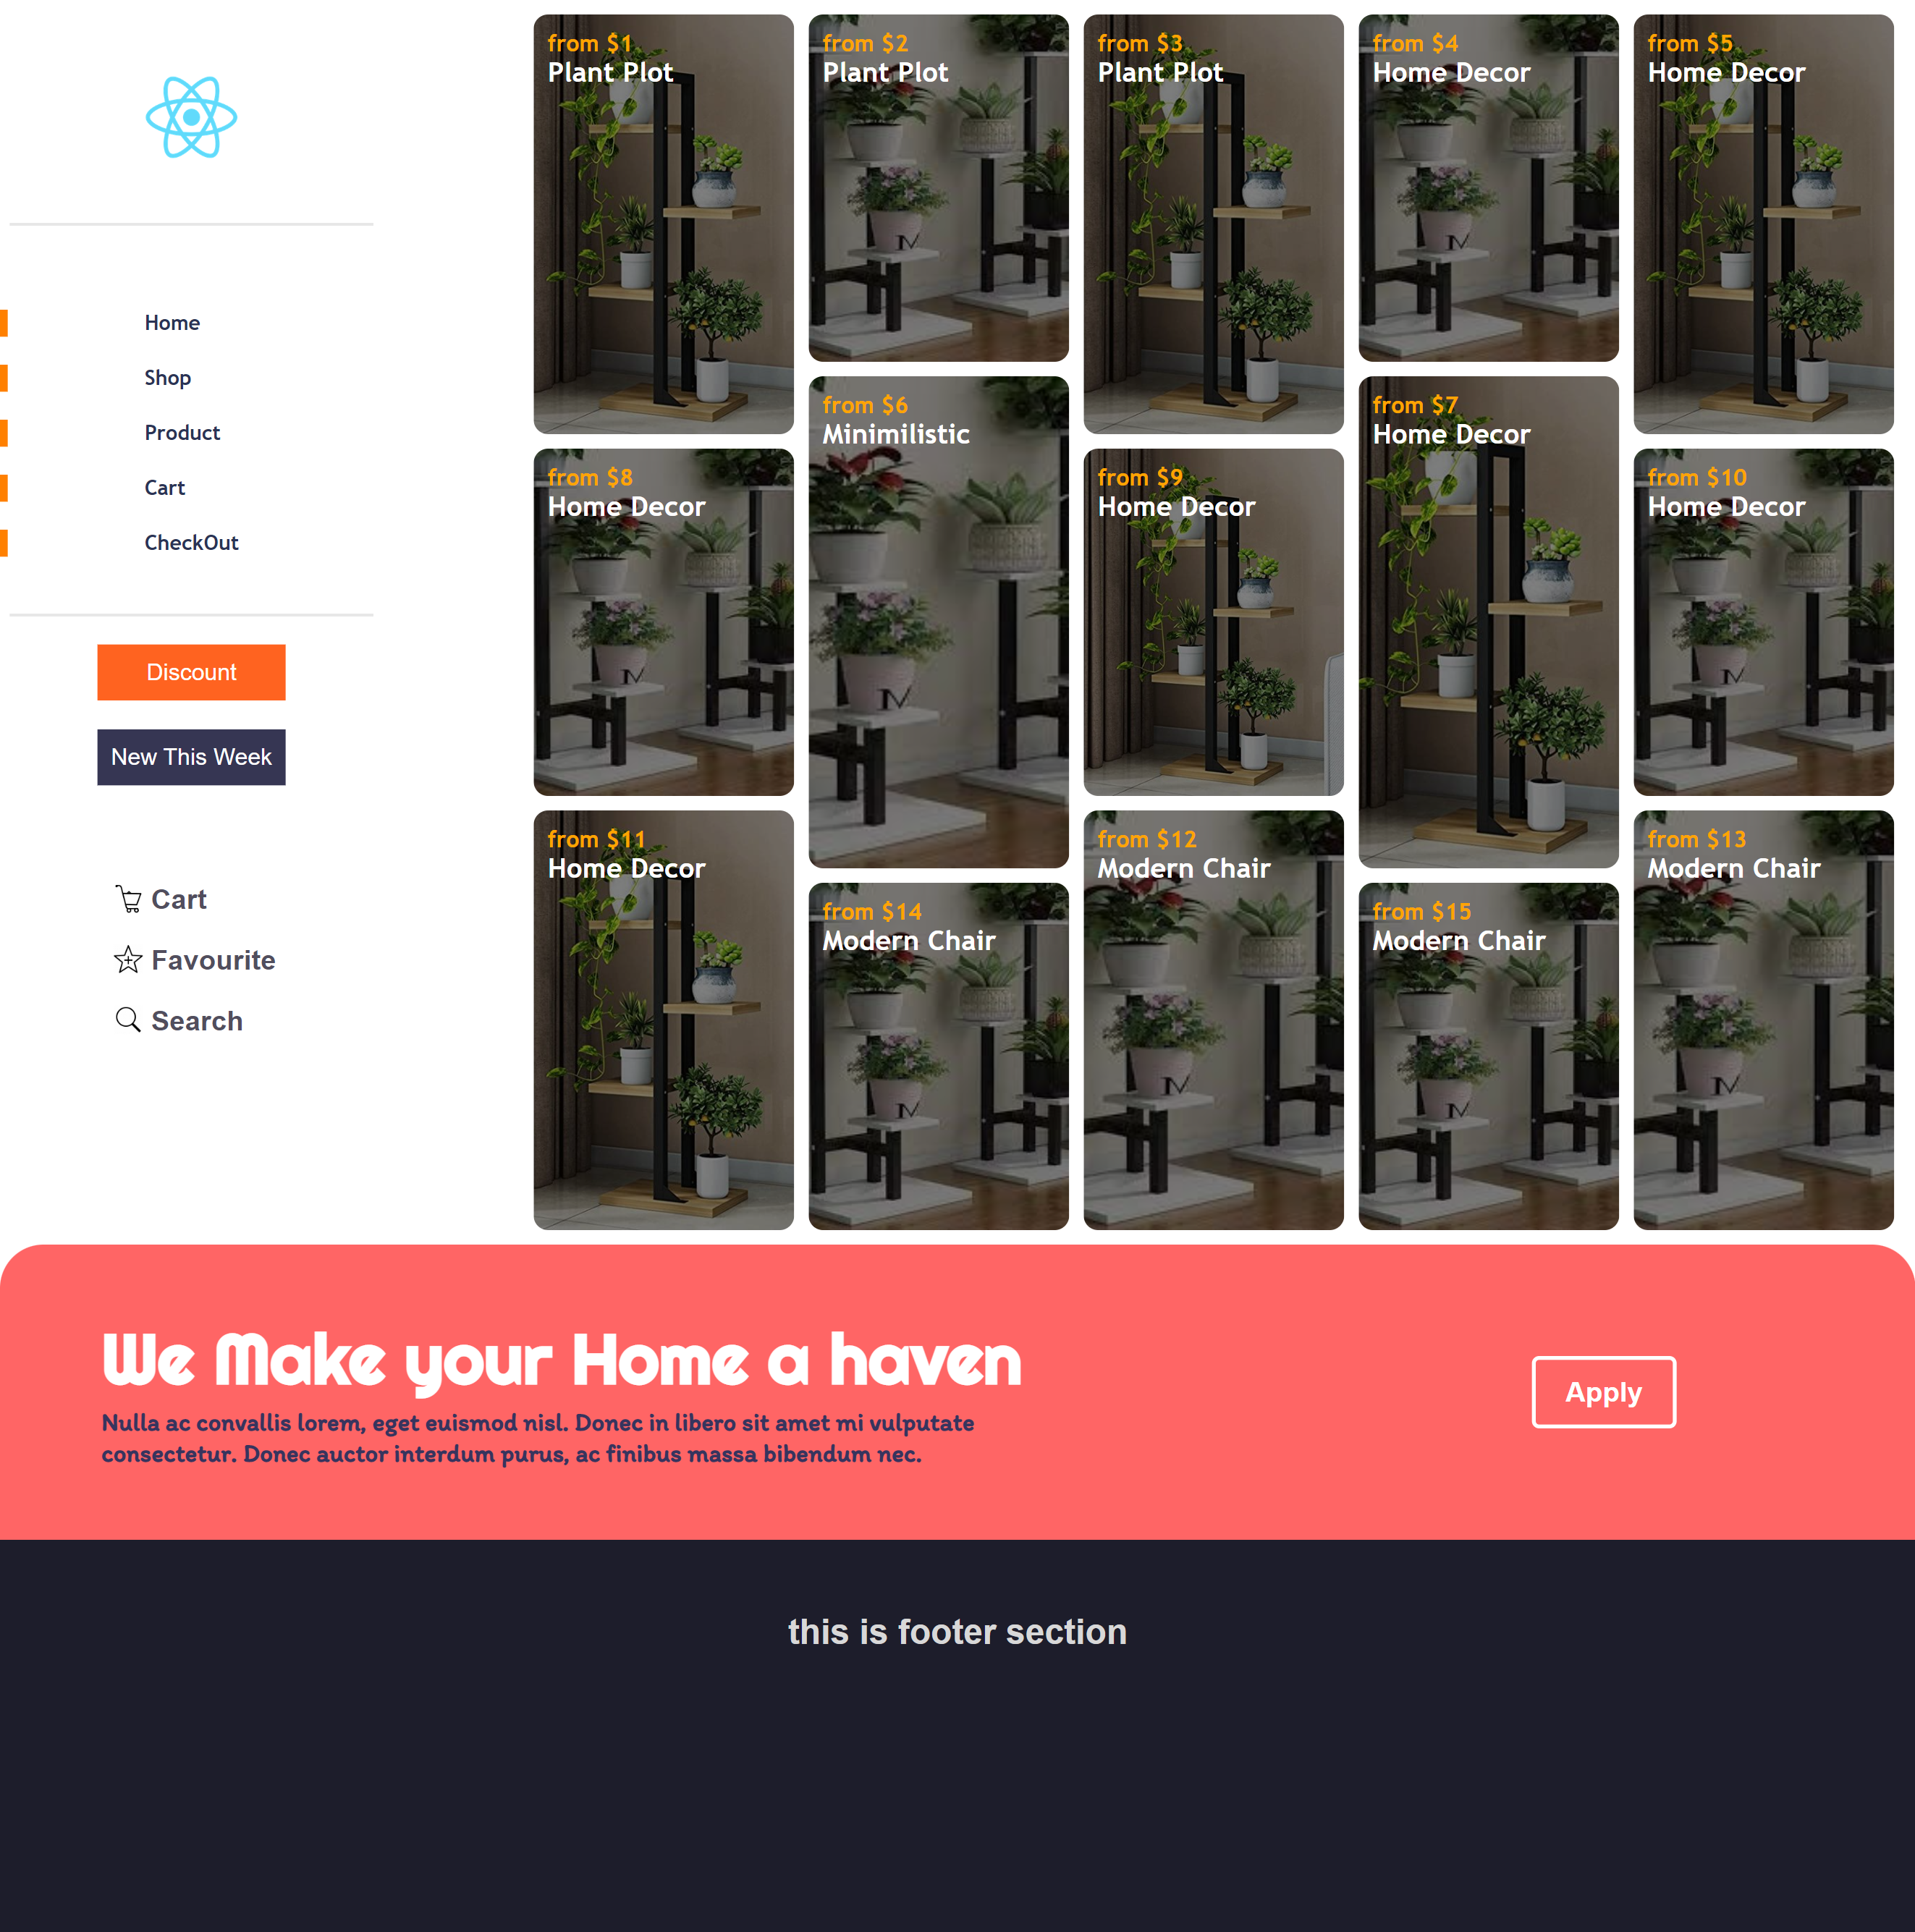 Home
Shop
Product
Cart
CheckOut
Discount
New This Week
Cart
Favourite
Search
from $1
Plant Plot
from $2
Plant Plot
from $3
Plant Plot
from $4
Home Decor
from $5
Home Decor
from $6
Minimilistic
from $7
Home Decor
from $8
Home Decor
from $9
Home Decor
from $10
Home Decor
from $11
Home Decor
from $12
Modern Chair
from $13
Modern Chair
from $14
Modern Chair
from $15
Modern Chair
We Make your Home a haven
Nulla ac convallis lorem, eget euismod nisl. Donec in libero sit amet mi vulputate
consectetur. Donec auctor interdum purus, ac finibus massa bibendum nec.
Apply
this is footer section